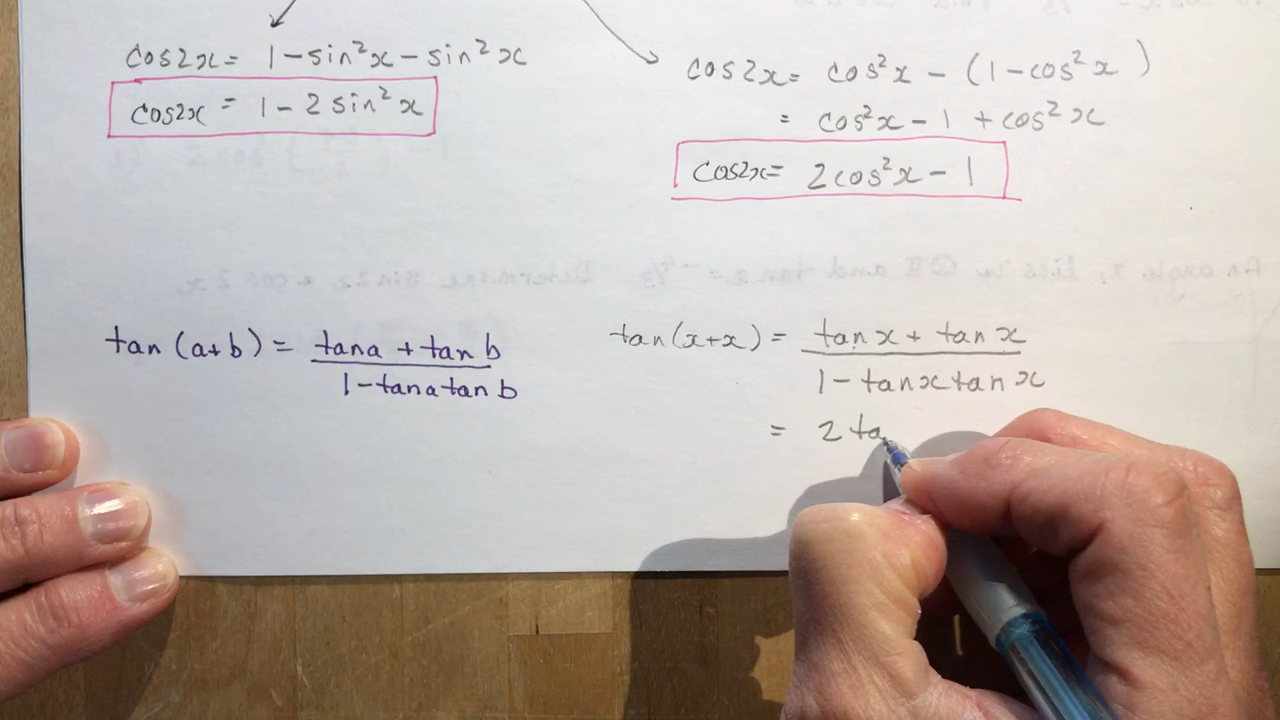 cos2x = 1 - sin²x - sin²x
cos2x = 1 - 2 sin²x
cos2x = cos²x - (1 - cos²x)
= cos²x - 1 + cos²x
cos2x = 2cos²x - 1
tan (a+b) = tana + tan b
1 - tana tan b
tan(x+x) = tan x + tan x
1 - tanx tan x
= 2 ta